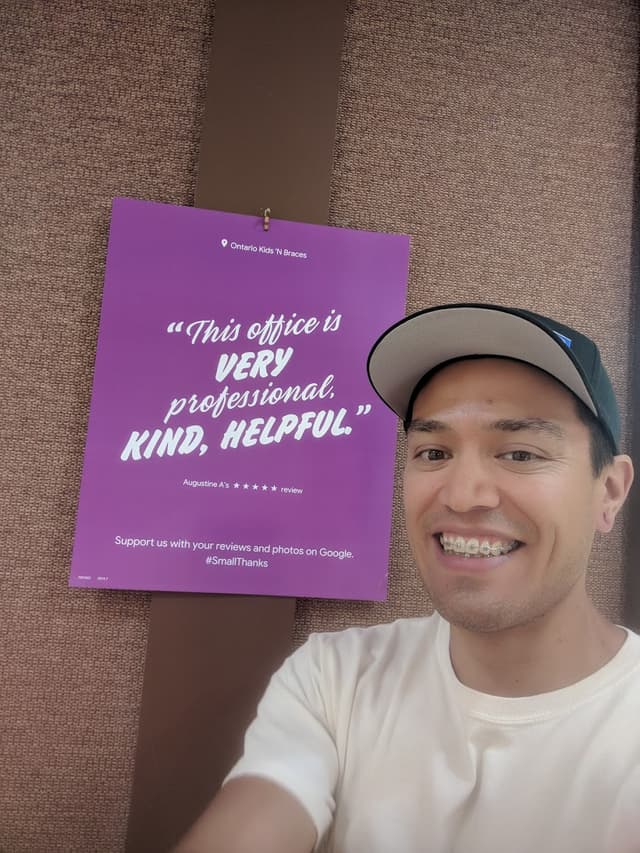 Ontario Kids 'N Braces
“This office is
VERY
professional,
KIND, HELPFUL.”
Augustine A's ★★★★★ review
Support us with your reviews and photos on Google.
#SmallThanks